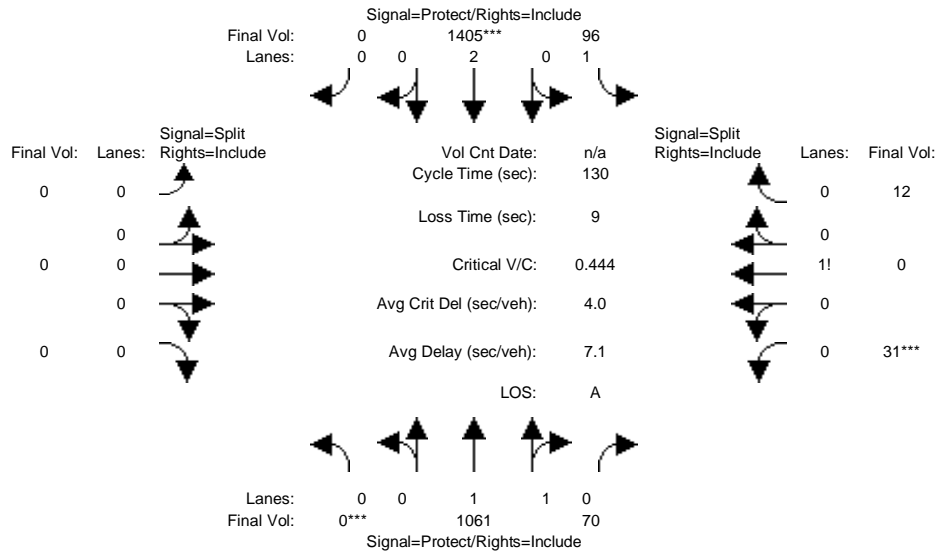 Signal=Protect/Rights=Include
Final Vol: 0 1405*** 96
Lanes: 0 0 2 0 1
Signal=Split Signal=Split
Final Vol: Lanes: Rights=Include Vol Cnt Date: n/a Rights=Include Lanes: Final Vol:
Cycle Time (sec): 130
0 0 0 12
Loss Time (sec): 9
0 0
0 0 Critical V/C: 0.444 1! 0
0 Avg Crit Del (sec/veh): 4.0 0
0 0 Avg Delay (sec/veh): 7.1 0 31***
LOS: A
Lanes: 0 0 1 1 0
Final Vol: 0*** 1061 70
Signal=Protect/Rights=Include